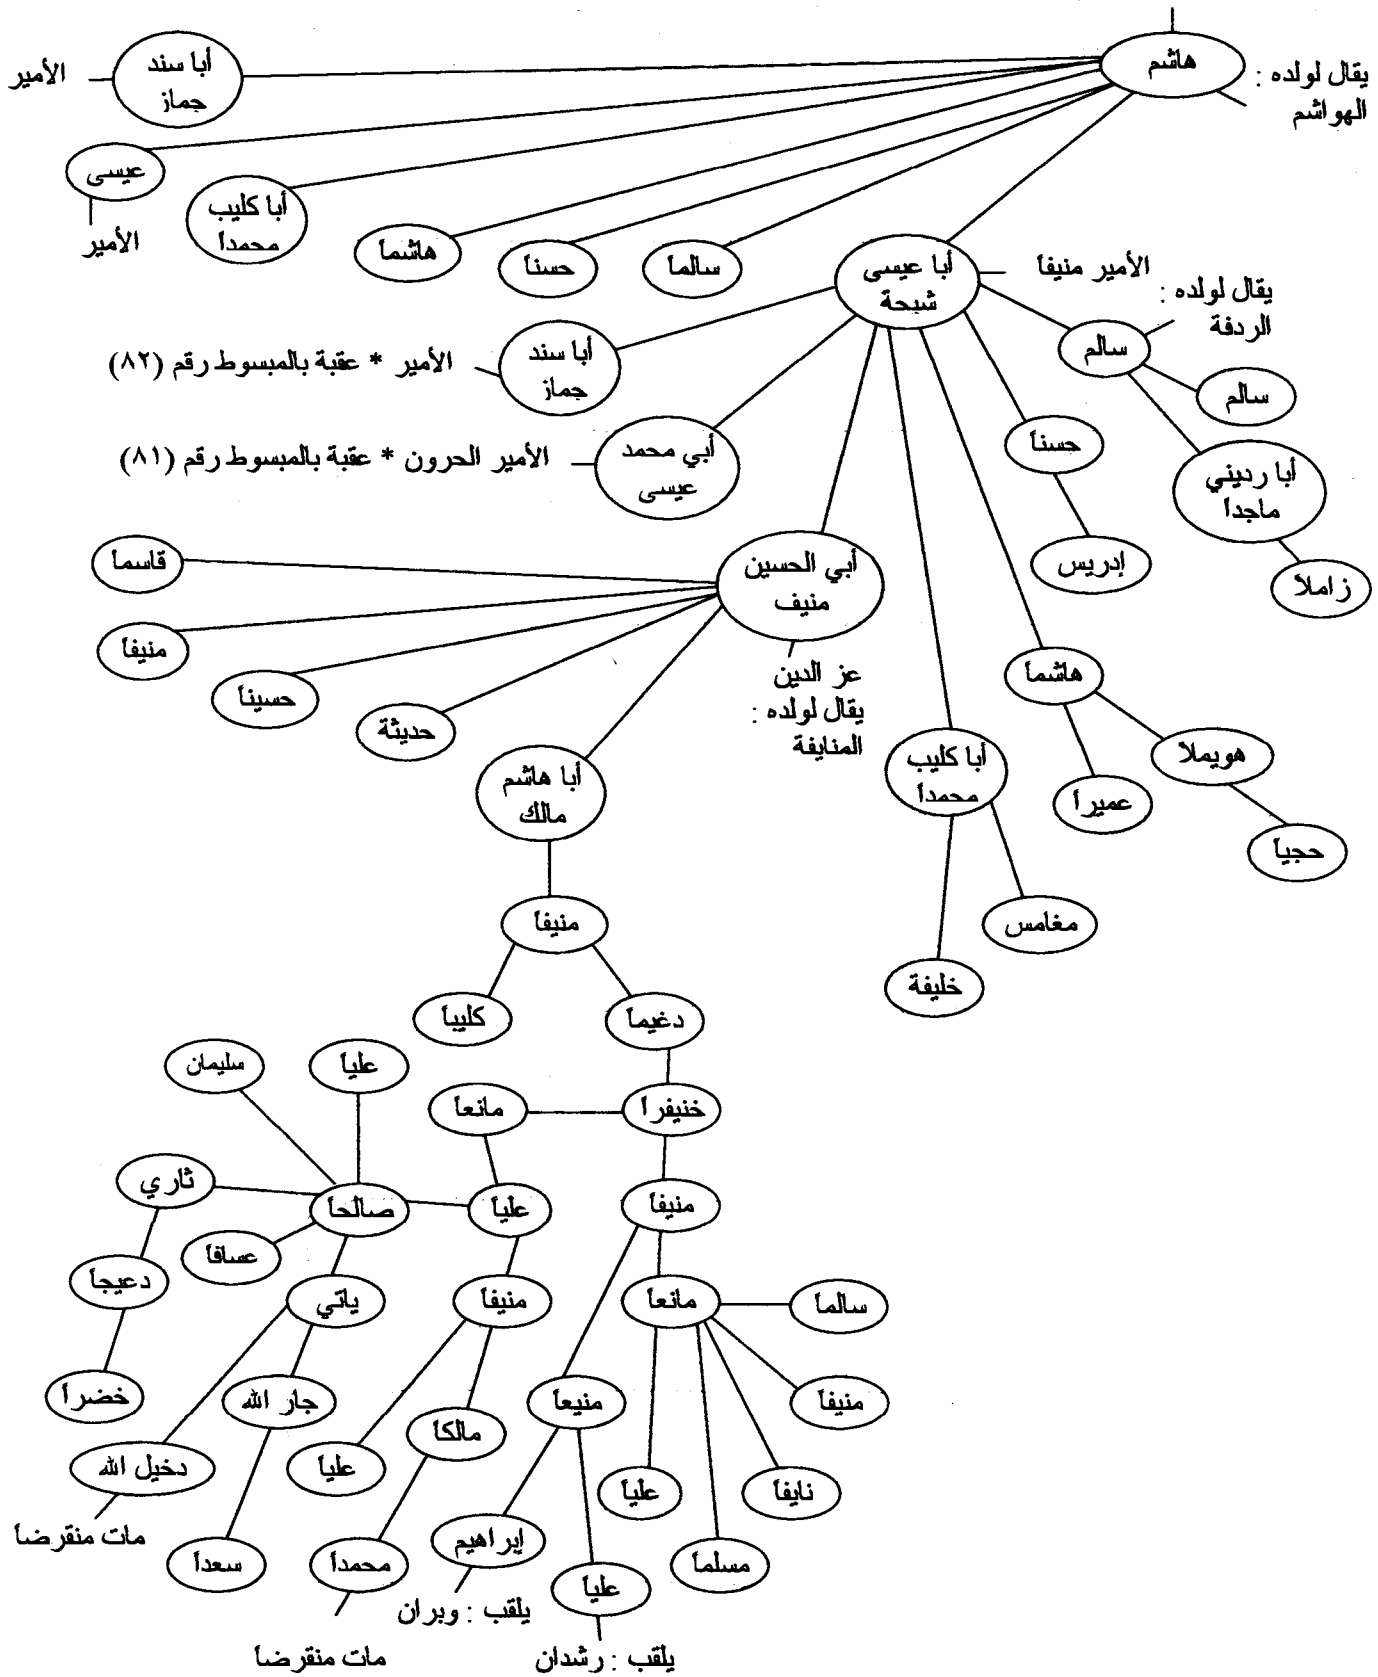 هاشم
يقال لولده :
الهواشم
أبا سند
جماز
الأمير
عيسى
الأمير
أبا كليب
محمداً
هاشماً
حسناً
سالماً
أبا عيسى
شيحة
الأمير منيفاً
يقال لولده :
الردفة
سالم
سالم
أبا سند
جماز
الأمير * عقبة بالمبسوط رقم (٨٢)
حسناً
أبا رديني
ماجداً
أبي محمد
عيسى
الأمير الحرون * عقبة بالمبسوط رقم (٨١)
إدريس
زاملاً
أبي الحسين
منيف
قاسماً
منيفاً
حسيناً
حديثة
عز الدين
يقال لولده :
المنايفة
هاشماً
هويملاً
أبا كليب
محمداً
عميراً
حجياً
أبا هاشم
مالك
منيفاً
مغامس
خليفة
كليباً
دغيماً
سليمان
علياً
مانعاً
خنيفراً
ثاري
صالحاً
علياً
منيفاً
عسافاً
دعيجاً
ياتي
منيفاً
مانعاً
سالماً
خضراً
جار الله
مالكاً
منيعاً
منيفاً
دخيل الله
علياً
علياً
نايفاً
مات منقرضاً
سعداً
محمداً
إبراهيم
علياً
مسلماً
يلقب : وبران
مات منقرضاً
يلقب : رشدان